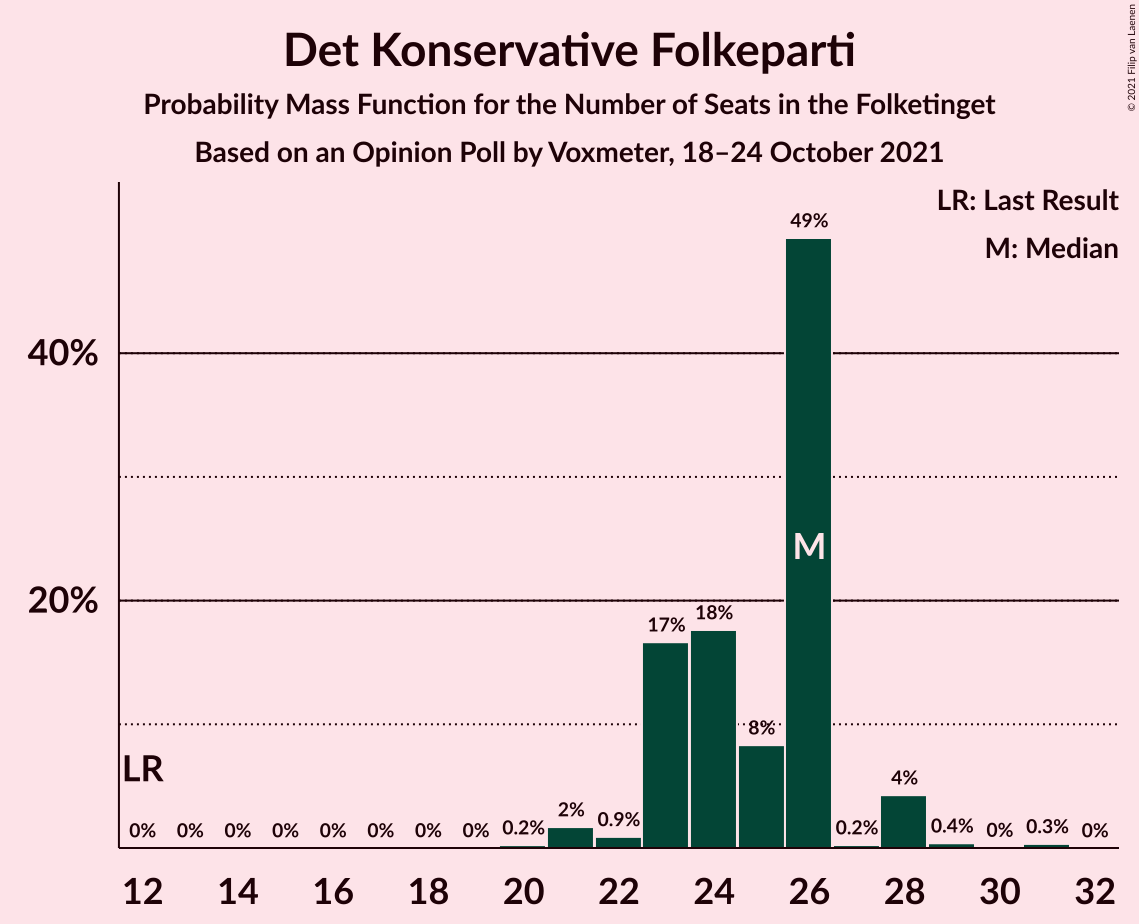 Det Konservative Folkeparti
Probability Mass Function for the Number of Seats in the Folketinget
Based on an Opinion Poll by Voxmeter, 18–24 October 2021
© 2021 Filip van Laenen
LR: Last Result
M: Median
49%
40%
M
20%
18%
17%
8%
LR
4%
2%
0% 0% 0% 0% 0% 0% 0% 0% 0.2% 0.9% 0.2% 0.4% 0% 0.3% 0%
12 14 16 18 20 22 24 26 28 30 32